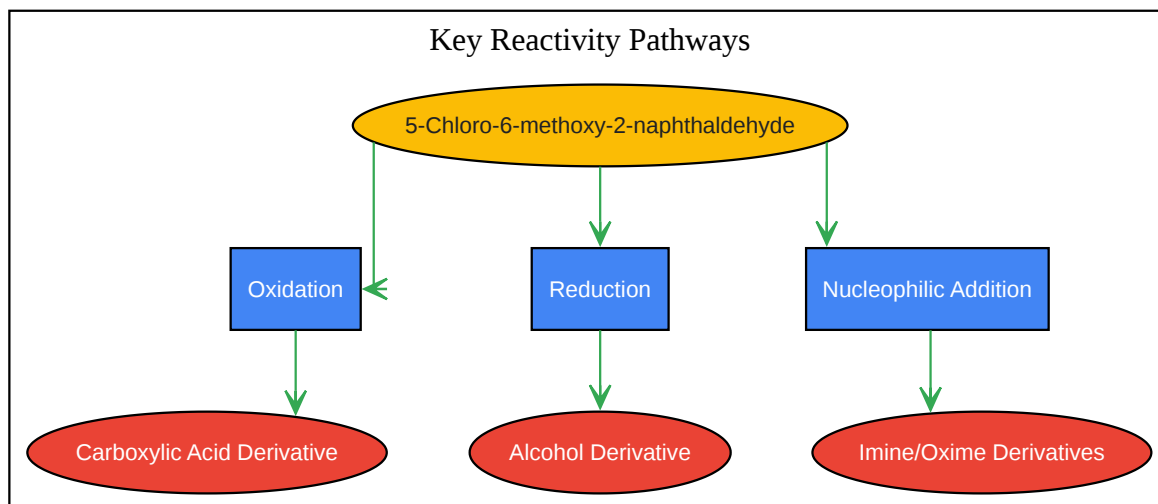 Key Reactivity Pathways
5-Chloro-6-methoxy-2-naphthaldehyde
Oxidation
Reduction
Nucleophilic Addition
Carboxylic Acid Derivative
Alcohol Derivative
Imine/Oxime Derivatives